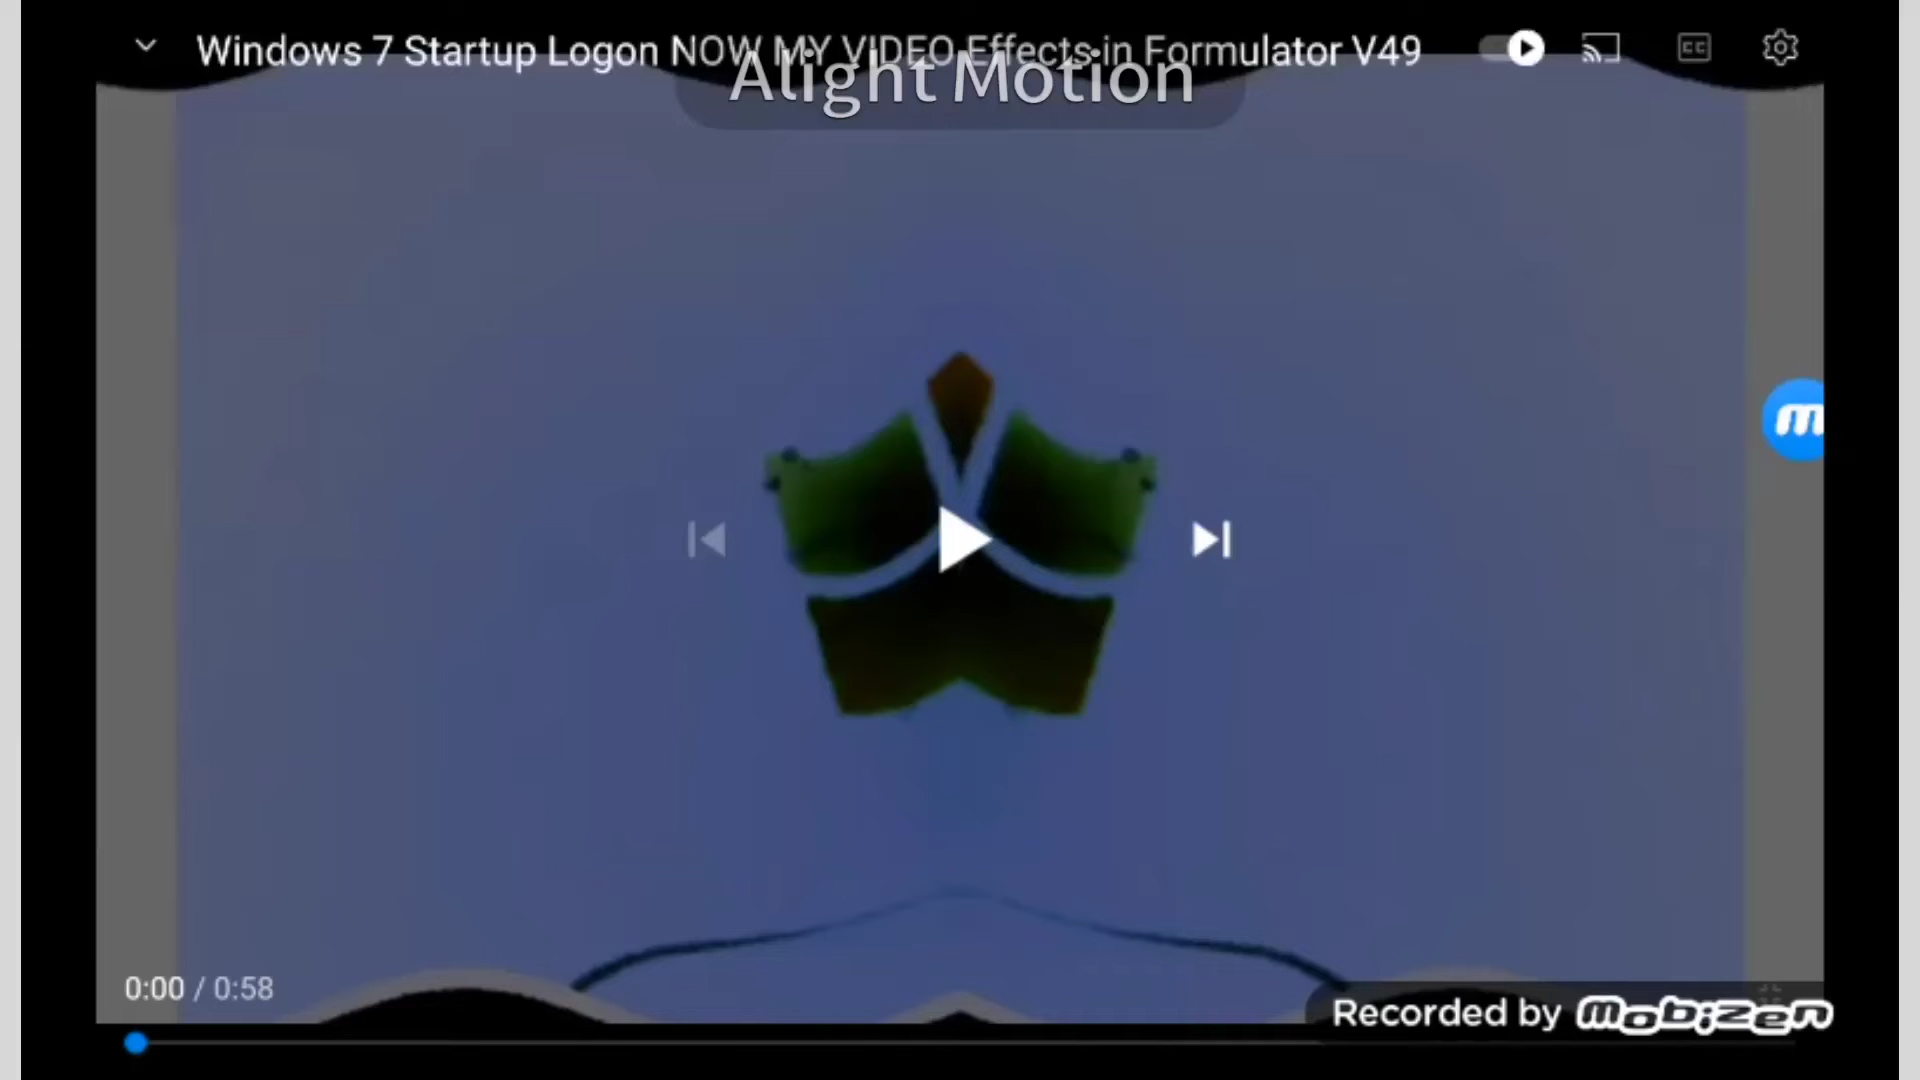 Windows 7 Startup Logon NOW MY VIDEO Effects in Formulator V49
CC
Alight Motion
m
0:00 / 0:58
Recorded by mobizen